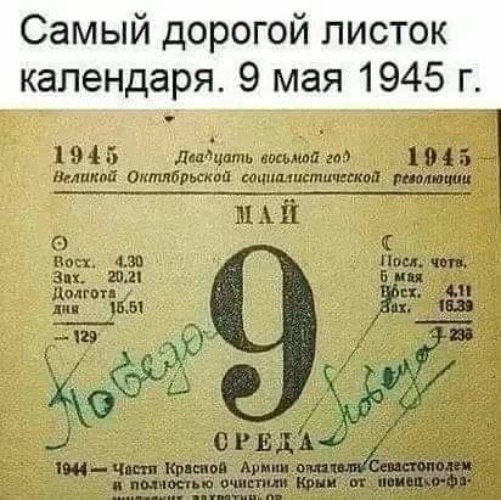 Самый дорогой листок
календаря. 9 мая 1945 г.
1945 Двадцать восьмой год 1945
Великой Октябрьской социалистической революции
МАЙ
Восх. 4.30
Зах. 20.21
Долгота
дня 15.51
— 129
9
Посл. четв.
5 мая
Восх. 4.11
Зах. 16.39
+ 236
Победа
Победа
СРЕДА
1944 — Части Красной Армии овладели Севастополем
и полностью очистили Крым от немецко-фа-